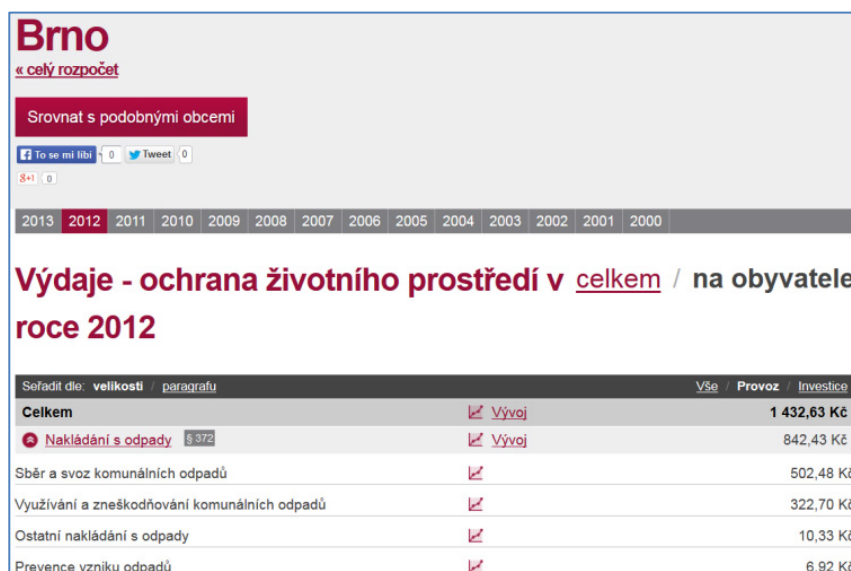 Brno
« celý rozpočet
Srovnat s podobnými obcemi
To se mi líbí 0 Tweet 0
g+1 0
2013 2012 2011 2010 2009 2008 2007 2006 2005 2004 2003 2002 2001 2000
Výdaje - ochrana životního prostředí v celkem / na obyvatele
roce 2012
Seřadit dle: velikosti / paragrafu Vše / Provoz / Investice
Celkem Vývoj 1 432,63 Kč
Nakládání s odpady § 372 Vývoj 842,43 Kč
Sběr a svoz komunálních odpadů 502,48 Kč
Využívání a zneškodňování komunálních odpadů 322,70 Kč
Ostatní nakládání s odpady 10,33 Kč
Prevence vzniku odpadů 6,92 Kč